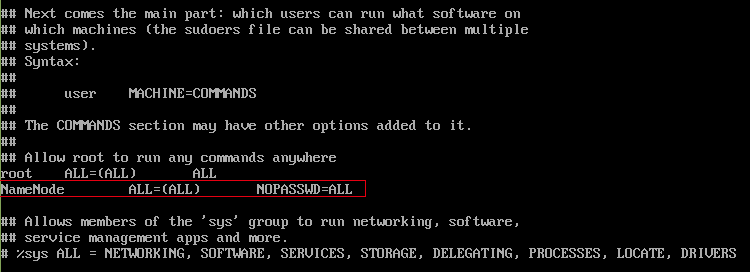 ## Next comes the main part: which users can run what software on
## which machines (the sudoers file can be shared between multiple
## systems).
## Syntax:
##
##      user    MACHINE=COMMANDS
##
## The COMMANDS section may have other options added to it.
##
## Allow root to run any commands anywhere
root    ALL=(ALL)       ALL
NameNode        ALL=(ALL)       NOPASSWD=ALL
## Allows members of the 'sys' group to run networking, software,
## service management apps and more.
# %sys ALL = NETWORKING, SOFTWARE, SERVICES, STORAGE, DELEGATING, PROCESSES, LOCATE, DRIVERS